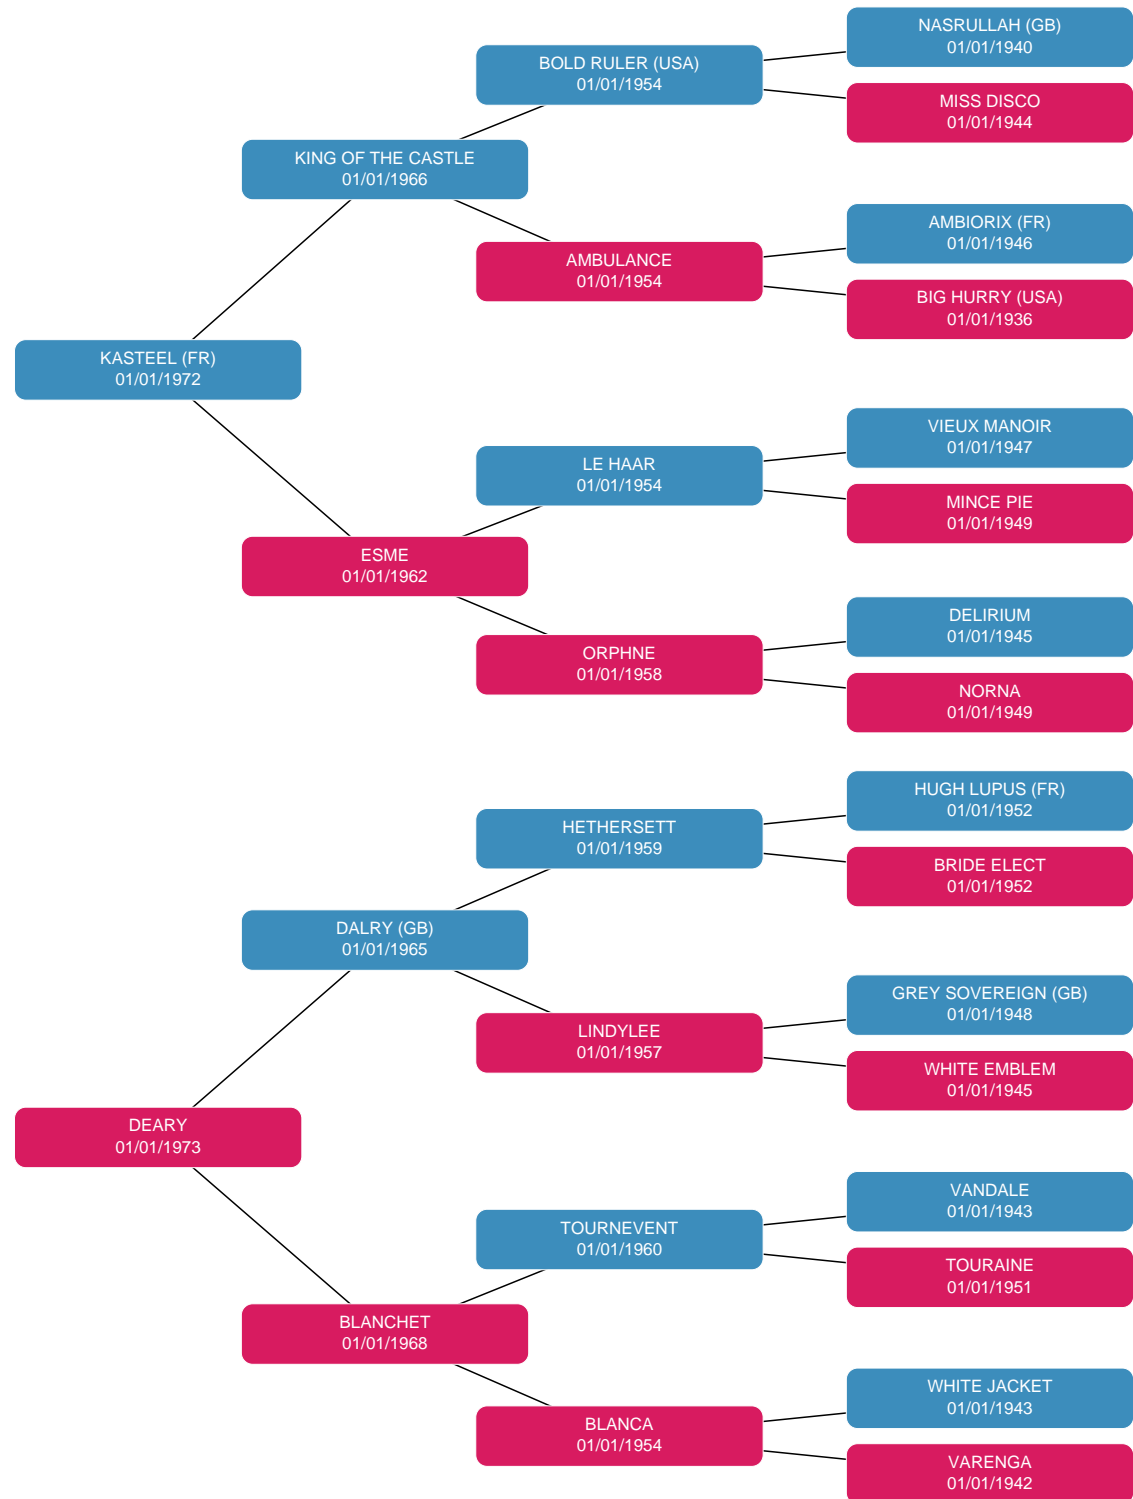 NASRULLAH (GB)
01/01/1940
BOLD RULER (USA)
01/01/1954
MISS DISCO
01/01/1944
KING OF THE CASTLE
01/01/1966
AMBIORIX (FR)
01/01/1946
AMBULANCE
01/01/1954
BIG HURRY (USA)
01/01/1936
KASTEEL (FR)
01/01/1972
VIEUX MANOIR
01/01/1947
LE HAAR
01/01/1954
MINCE PIE
01/01/1949
ESME
01/01/1962
DELIRIUM
01/01/1945
ORPHNE
01/01/1958
NORNA
01/01/1949
HUGH LUPUS (FR)
01/01/1952
HETHERSETT
01/01/1959
BRIDE ELECT
01/01/1952
DALRY (GB)
01/01/1965
GREY SOVEREIGN (GB)
01/01/1948
LINDYLEE
01/01/1957
WHITE EMBLEM
01/01/1945
DEARY
01/01/1973
VANDALE
01/01/1943
TOURNEVENT
01/01/1960
TOURAINE
01/01/1951
BLANCHET
01/01/1968
WHITE JACKET
01/01/1943
BLANCA
01/01/1954
VARENGA
01/01/1942